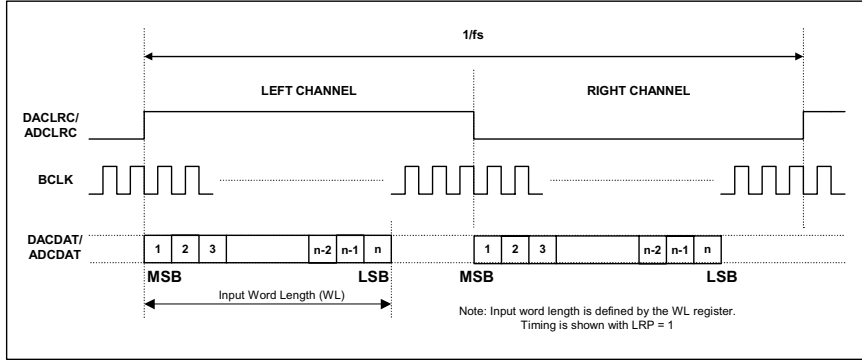 1/fs
LEFT CHANNEL
RIGHT CHANNEL
DACLRC/
ADCLRC
BCLK
DACDAT/
ADCDAT
1 2 3 n-2 n-1 n 1 2 3 n-2 n-1 n
MSB LSB MSB LSB
Input Word Length (WL)
Note: Input word length is defined by the WL register.
Timing is shown with LRP = 1